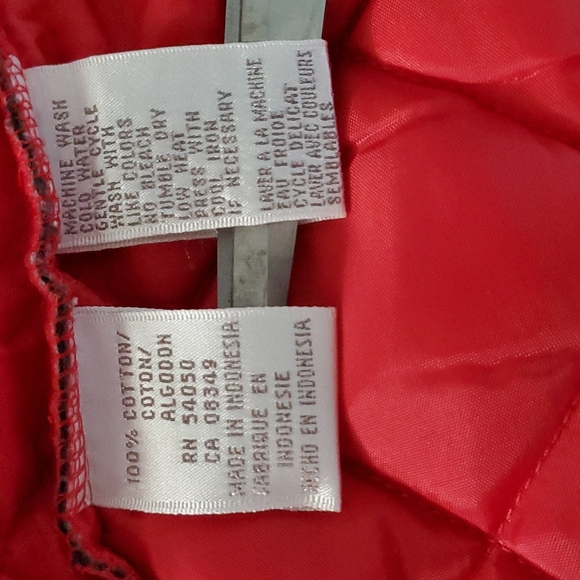 MACHINE WASH
COLD WATER
GENTLE CYCLE
WASH WITH
LIKE COLORS
NO BLEACH
TUMBLE DRY
LOW HEAT
PRESS WITH
COOL IRON
IF NECESSARY
LAVER A LA MACHINE
EAU FROIDE
CYCLE DELICAT
LAVER AVEC COULEURS
SEMBLABLES
100% COTTON/
COTON/
ALGODON
RN 54050
CA 08349
MADE IN INDONESIA
FABRIQUE EN
INDONESIE
HECHO EN INDONESIA